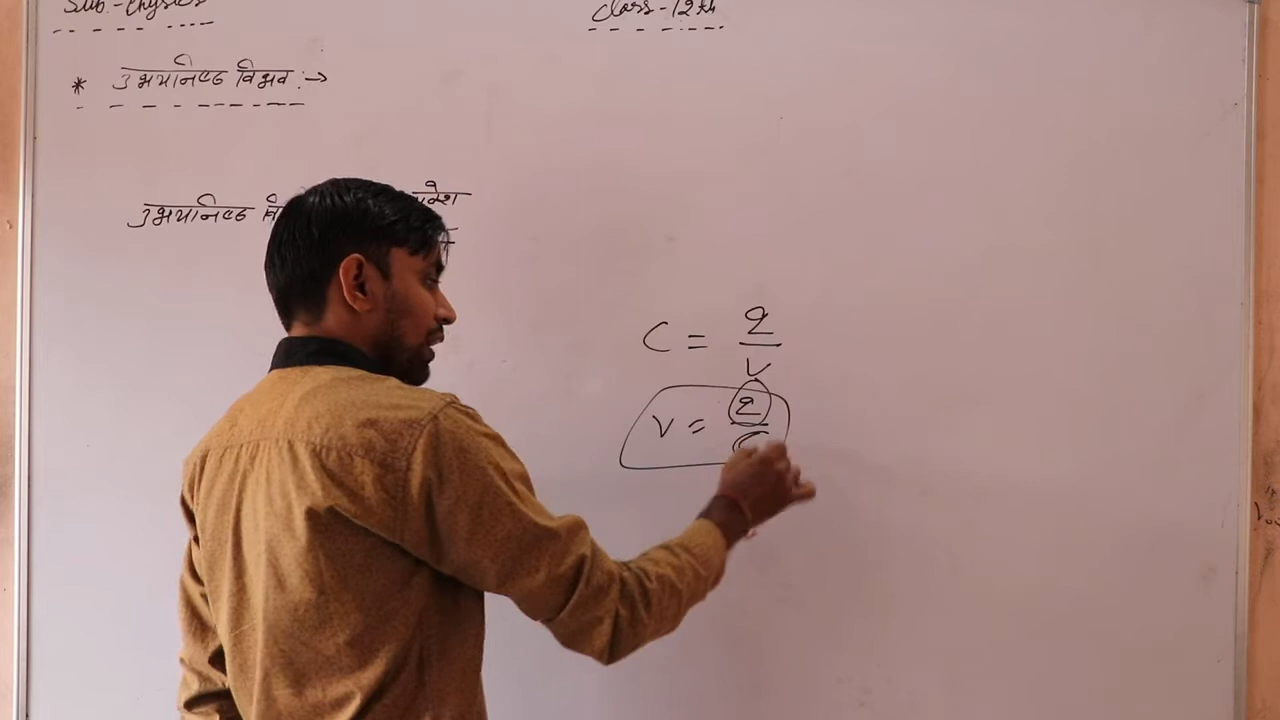 Sub.-Physics
Class-12th
* उभयनिष्ठ विभव :→
उभयनिष्ठ
C = q/V
V = q/C